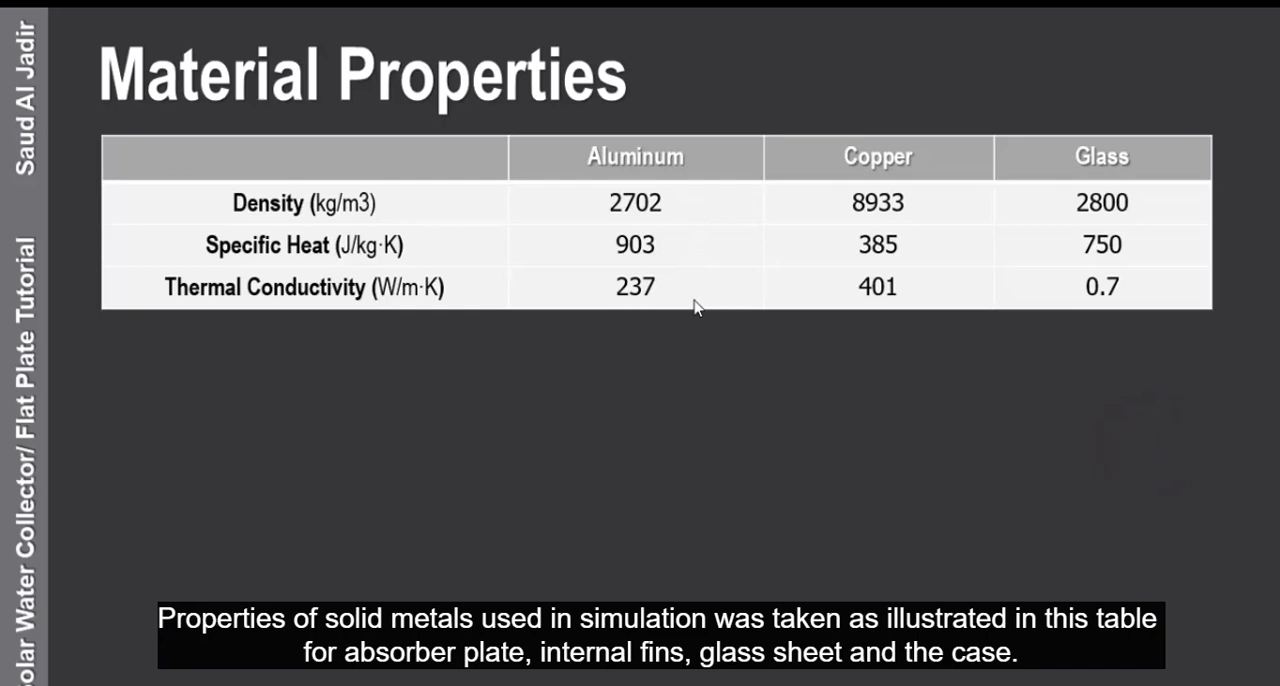 Material Properties
Aluminum Copper Glass
Density (kg/m3) 2702 8933 2800
Specific Heat (J/kg·K) 903 385 750
Thermal Conductivity (W/m·K) 237 401 0.7
Properties of solid metals used in simulation was taken as illustrated in this table
for absorber plate, internal fins, glass sheet and the case.
Water Collector/ Flat Plate Tutorial Saud Al Jadir